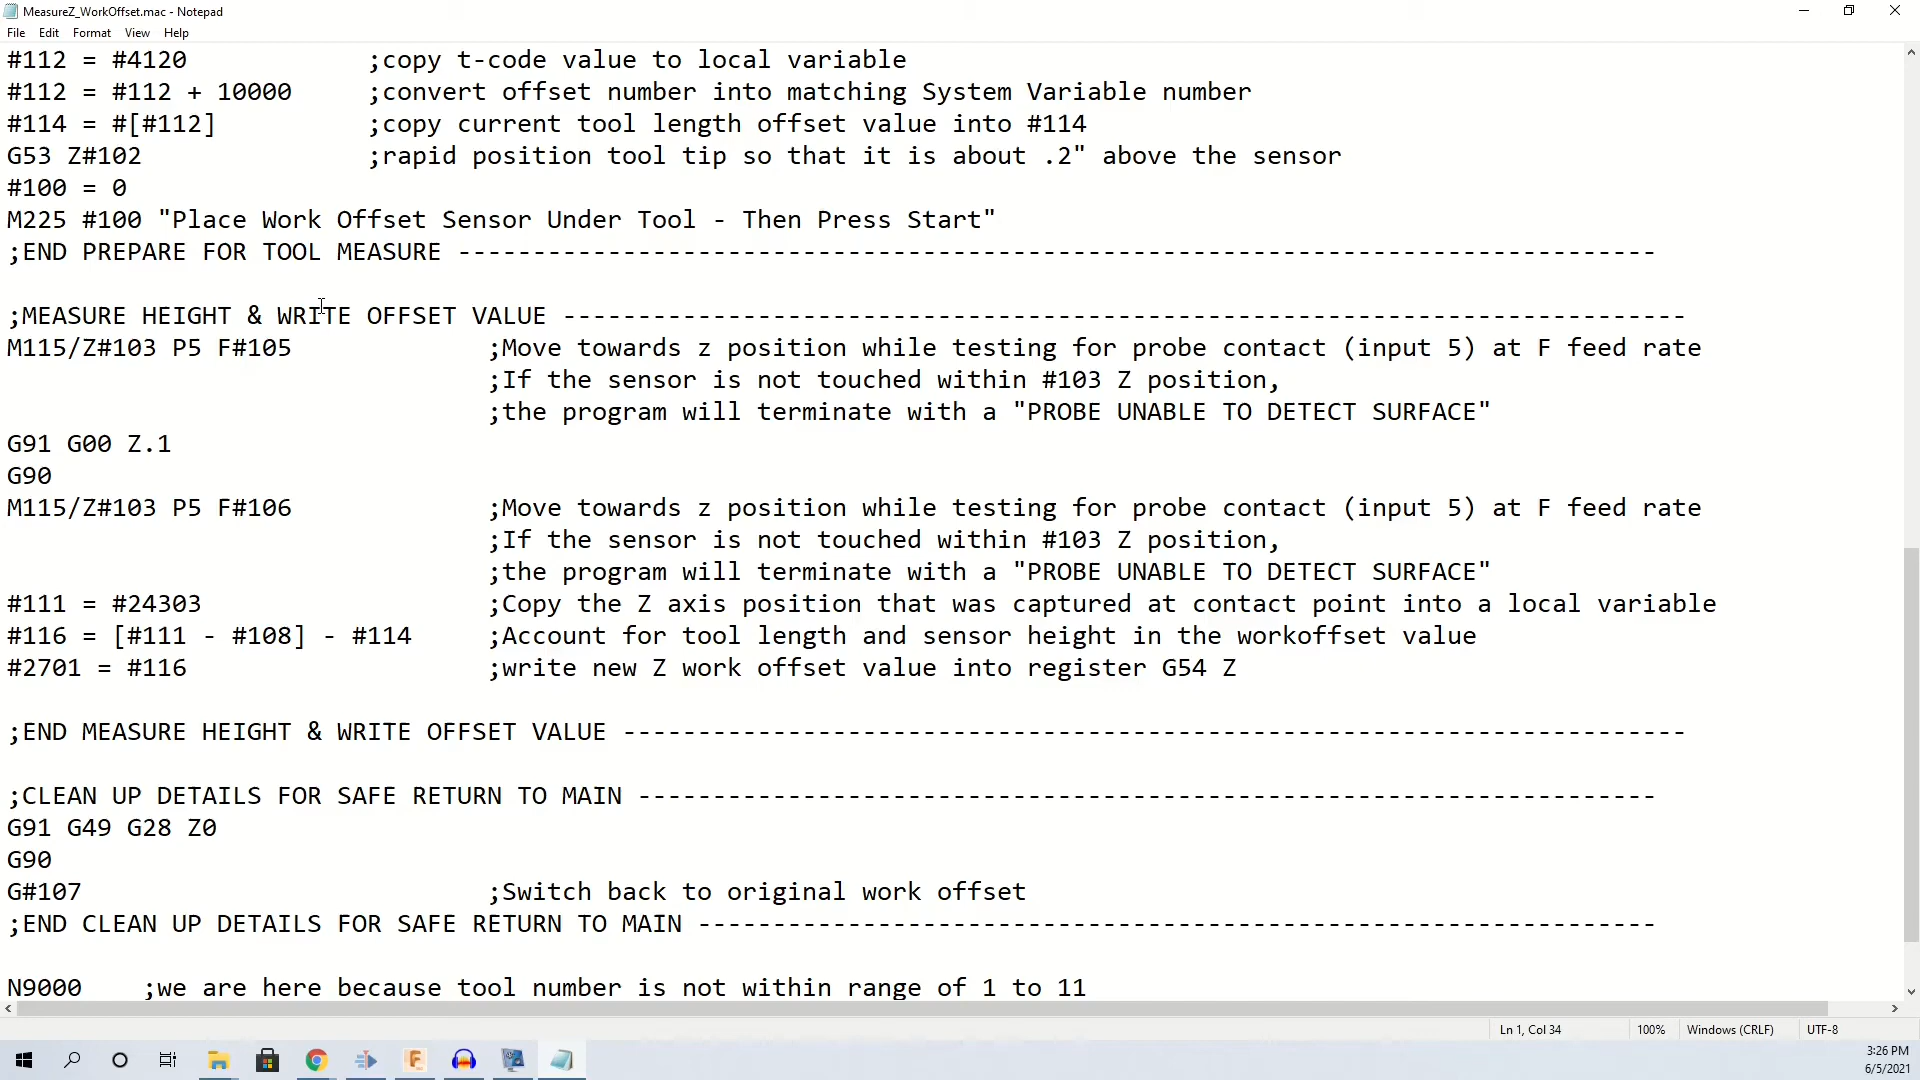 MeasureZ_WorkOffset.mac - Notepad
File Edit Format View Help
#112 = #4120 ;copy t-code value to local variable
#112 = #112 + 10000 ;convert offset number into matching System Variable number
#114 = #[#112] ;copy current tool length offset value into #114
G53 Z#102 ;rapid position tool tip so that it is about .2" above the sensor
#100 = 0
M225 #100 "Place Work Offset Sensor Under Tool - Then Press Start"
;END PREPARE FOR TOOL MEASURE --------------------------------------------------------------------------------
;MEASURE HEIGHT & WRITE OFFSET VALUE ---------------------------------------------------------------------------
M115/Z#103 P5 F#105 ;Move towards z position while testing for probe contact (input 5) at F feed rate
;If the sensor is not touched within #103 Z position,
;the program will terminate with a "PROBE UNABLE TO DETECT SURFACE"
G91 G00 Z.1
G90
M115/Z#103 P5 F#106 ;Move towards z position while testing for probe contact (input 5) at F feed rate
;If the sensor is not touched within #103 Z position,
;the program will terminate with a "PROBE UNABLE TO DETECT SURFACE"
#111 = #24303 ;Copy the Z axis position that was captured at contact point into a local variable
#116 = [#111 - #108] - #114 ;Account for tool length and sensor height in the workoffset value
#2701 = #116 ;write new Z work offset value into register G54 Z
;END MEASURE HEIGHT & WRITE OFFSET VALUE -----------------------------------------------------------------------
;CLEAN UP DETAILS FOR SAFE RETURN TO MAIN --------------------------------------------------------------------
G91 G49 G28 Z0
G90
G#107 ;Switch back to original work offset
;END CLEAN UP DETAILS FOR SAFE RETURN TO MAIN ----------------------------------------------------------------
N9000 ;we are here because tool number is not within range of 1 to 11
Ln 1, Col 34 100% Windows (CRLF) UTF-8
3:26 PM
6/5/2021